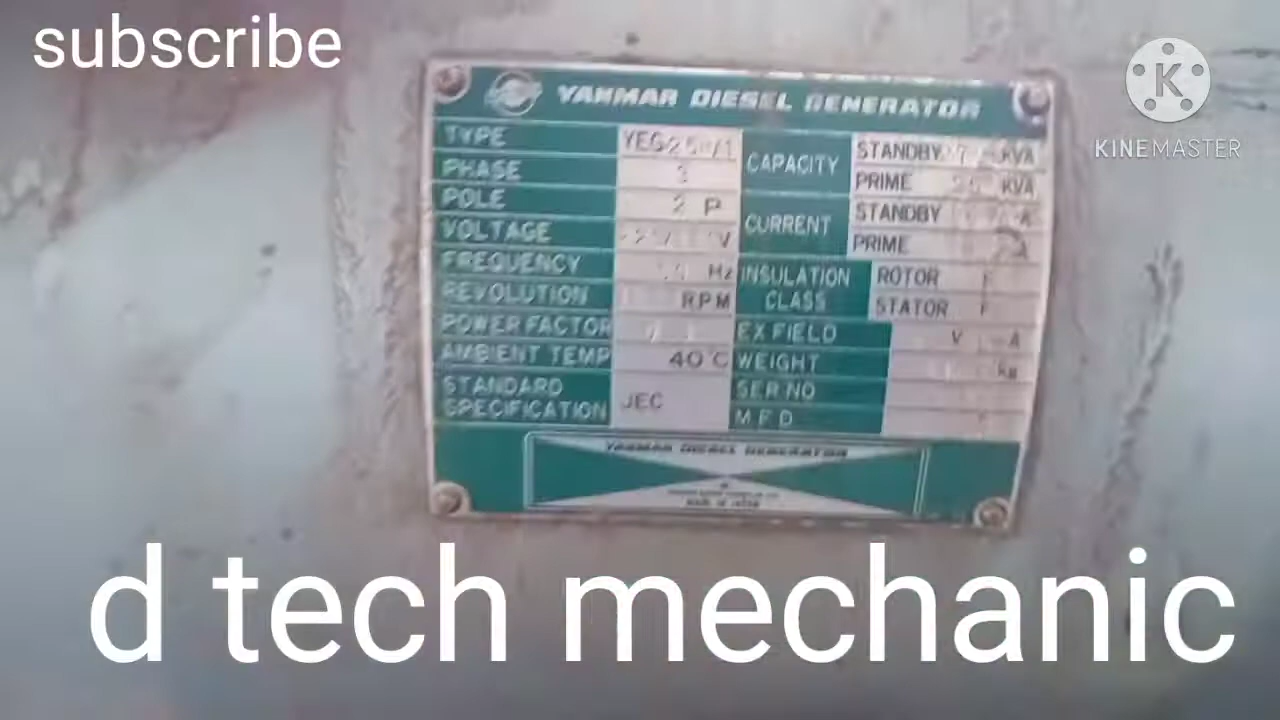 subscribe
K
KINEMASTER
YANMAR DIESEL GENERATOR
TYPE
PHASE 3
POLE 2 P
VOLTAGE V
FREQUENCY Hz
REVOLUTION RPM
POWER FACTOR
AMBIENT TEMP 40°C
STANDARD
SPECIFICATION JEC
CAPACITY
STANDBY KVA
PRIME KVA
CURRENT
STANDBY A
PRIME A
INSULATION
CLASS
ROTOR F
STATOR F
EX FIELD V A
WEIGHT kg
SER NO
M F D
YANMAR DIESEL GENERATOR
d tech mechanic